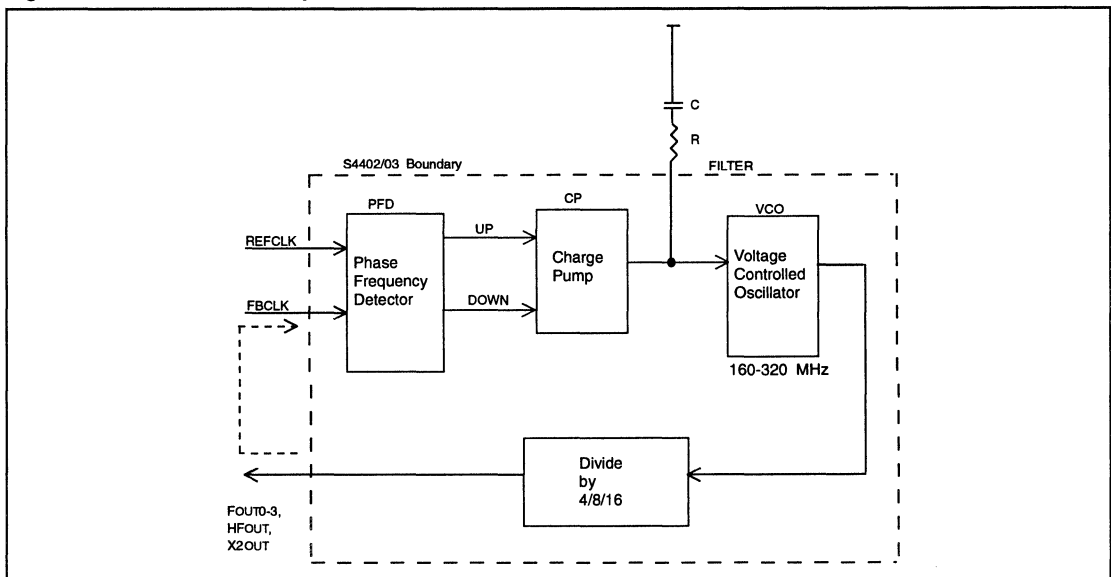 C
R
S4402/03 Boundary
FILTER
PFD
CP
VCO
REFCLK
UP
Phase
Frequency
Detector
Charge
Pump
Voltage
Controlled
Oscillator
FBCLK
DOWN
160-320 MHz
Divide
by
4/8/16
FOUT0-3,
HFOUT,
X2OUT